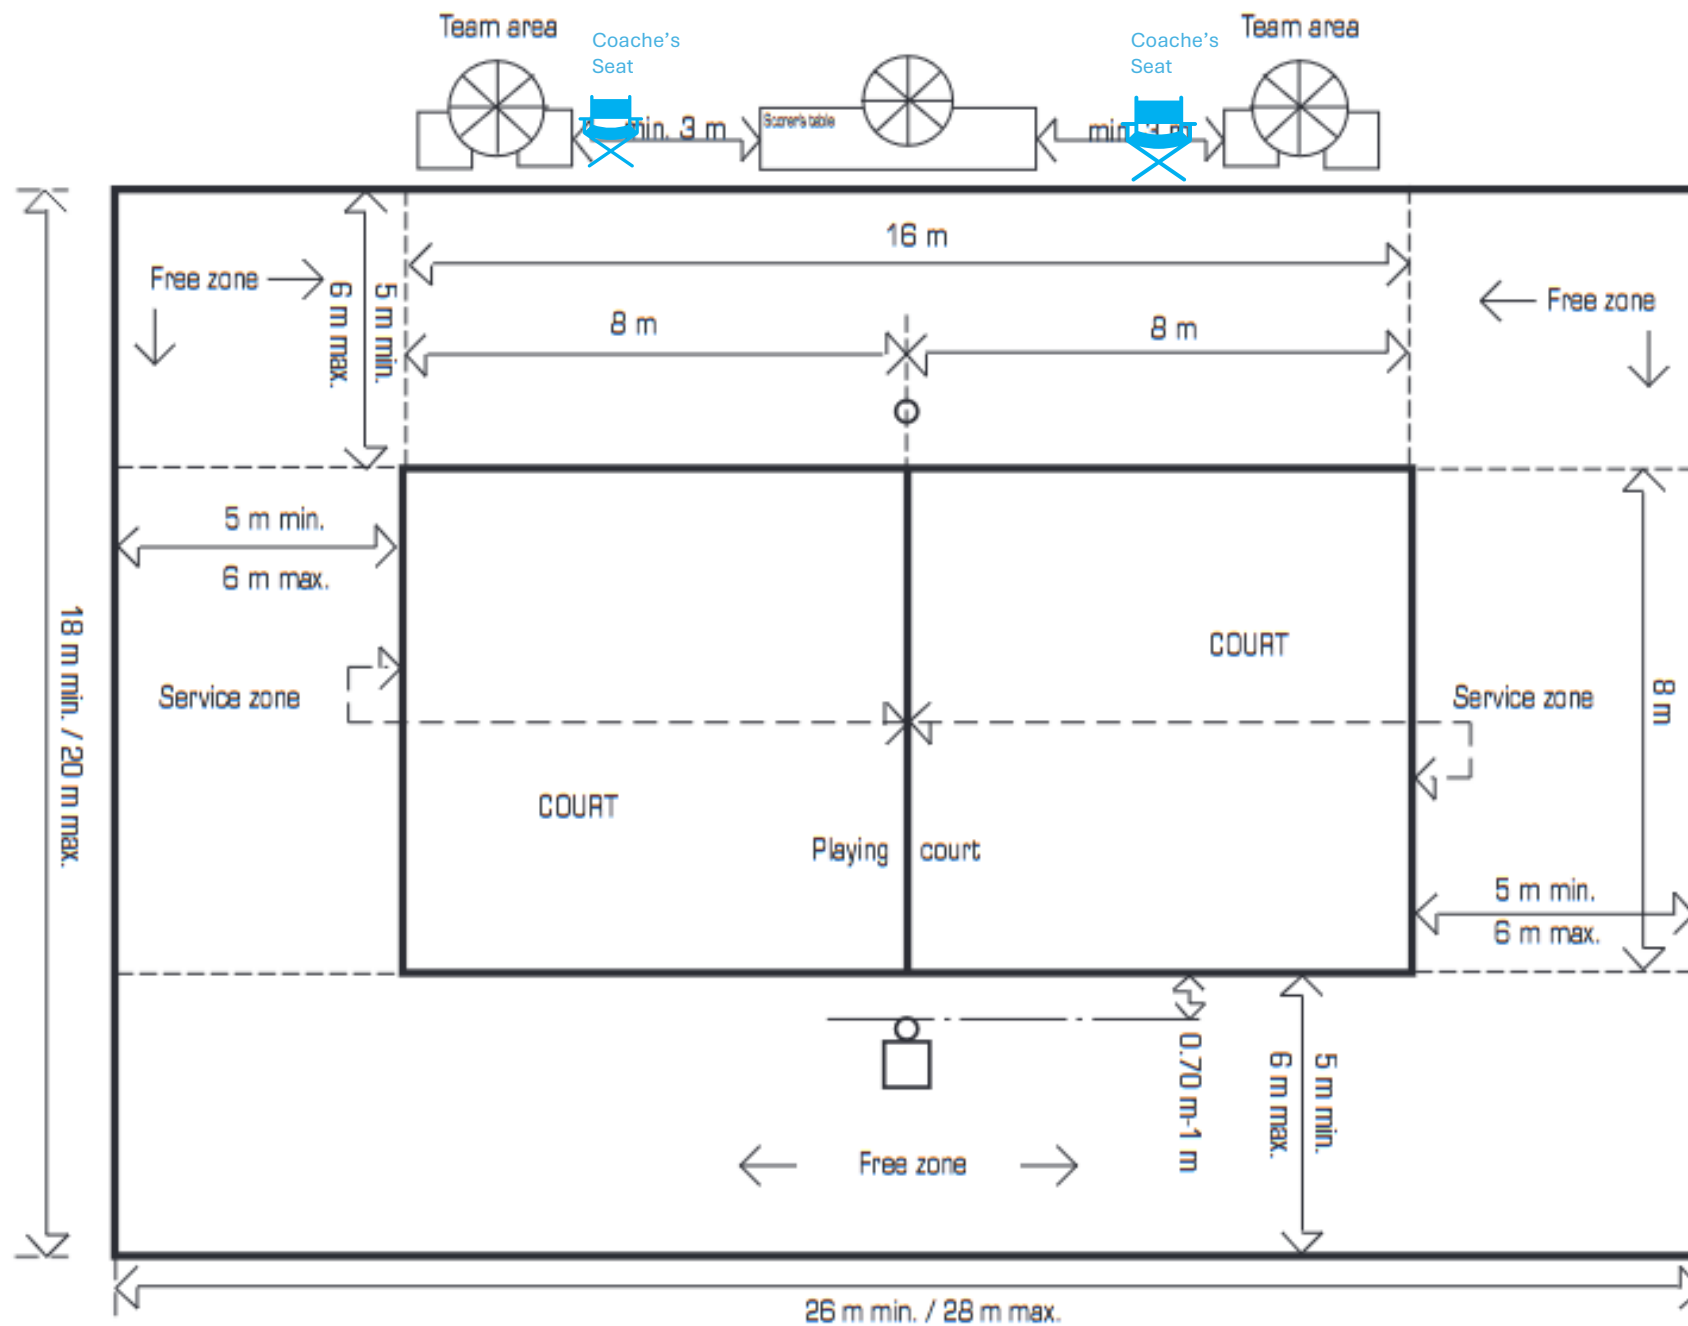 Team area
Coache's
Seat
Coache's
Seat
Team area
min. 3 m
Scorer's table
min. 3 m
16 m
Free zone
5 m min.
6 m max.
8 m
8 m
Free zone
5 m min.
6 m max.
18 m min. / 20 m max.
COURT
Service zone
Service zone
8 m
COURT
Playing court
5 m min.
6 m max.
0.70 m-1 m
5 m min.
6 m max.
Free zone
26 m min. / 28 m max.